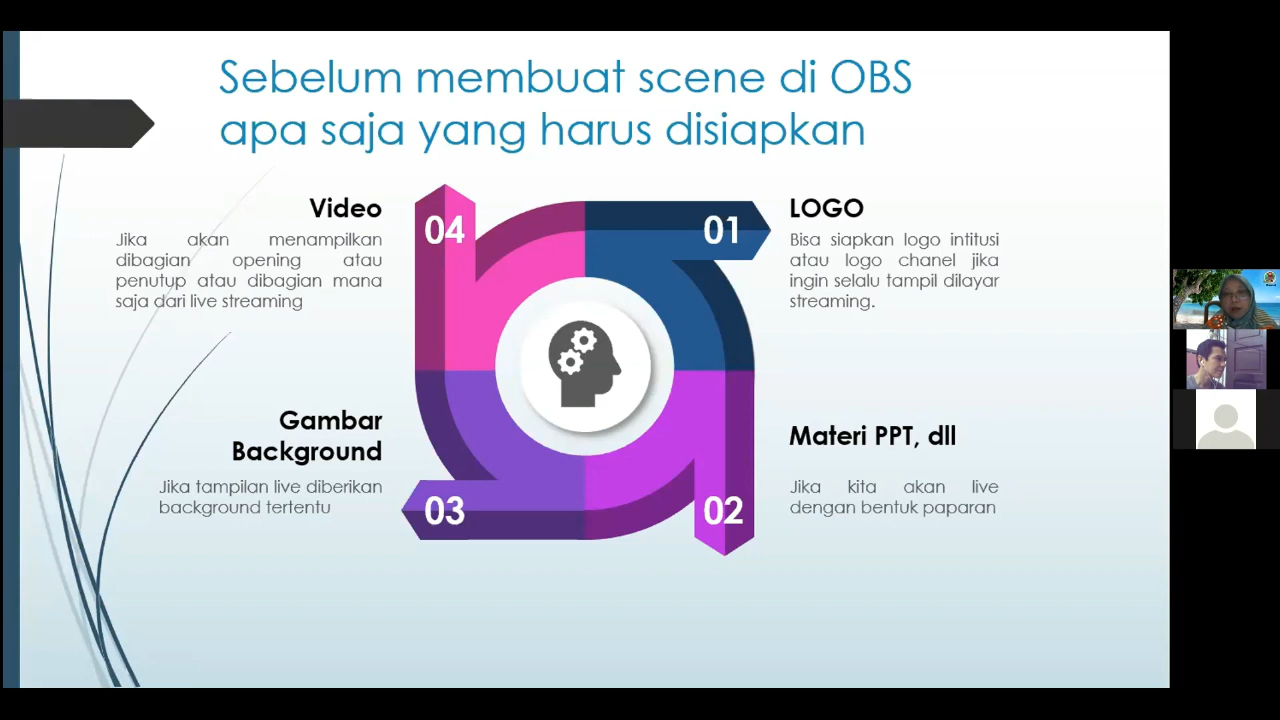 Sebelum membuat scene di OBS
apa saja yang harus disiapkan
Video
Jika akan menampilkan
dibagian opening atau
penutup atau dibagian mana
saja dari live streaming
04
01
LOGO
Bisa siapkan logo intitusi
atau logo chanel jika
ingin selalu tampil dilayar
streaming.
Gambar
Background
Jika tampilan live diberikan
background tertentu
03
02
Materi PPT, dll
Jika kita akan live
dengan bentuk paparan